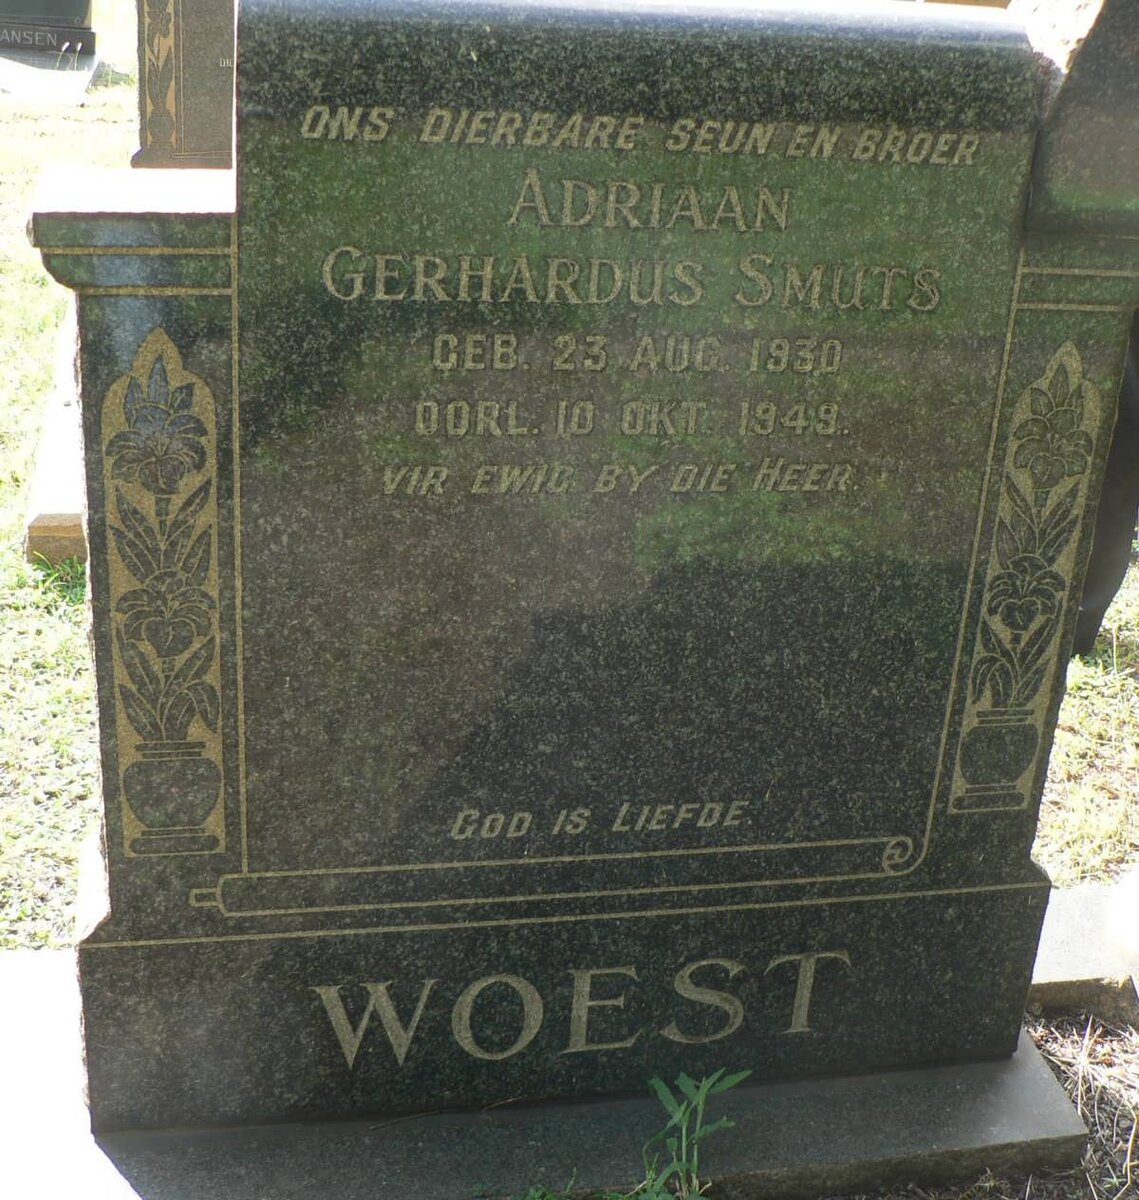 ANSEN
ONS DIERBARE SEUN EN BROER
ADRIAAN
GERHARDUS SMUTS
GEB. 23 AUG. 1930
OORL. 10 OKT. 1949.
VIR EWIG BY DIE HEER.
GOD IS LIEFDE.
WOEST